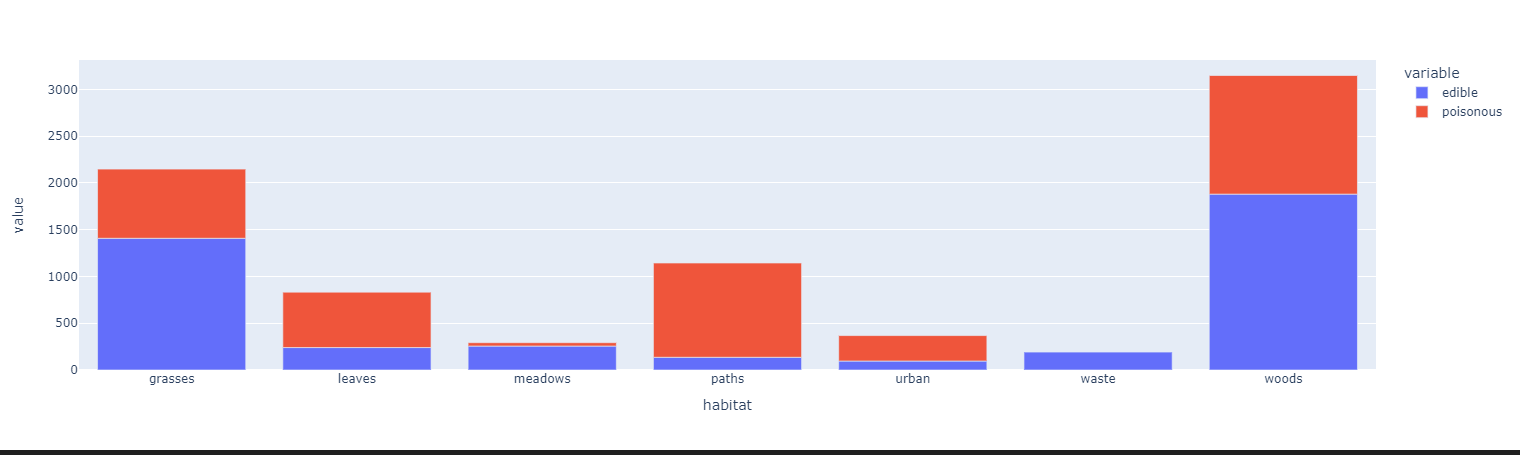 variable
edible
poisonous
value
3000
2500
2000
1500
1000
500
0
grasses leaves meadows paths urban waste woods
habitat